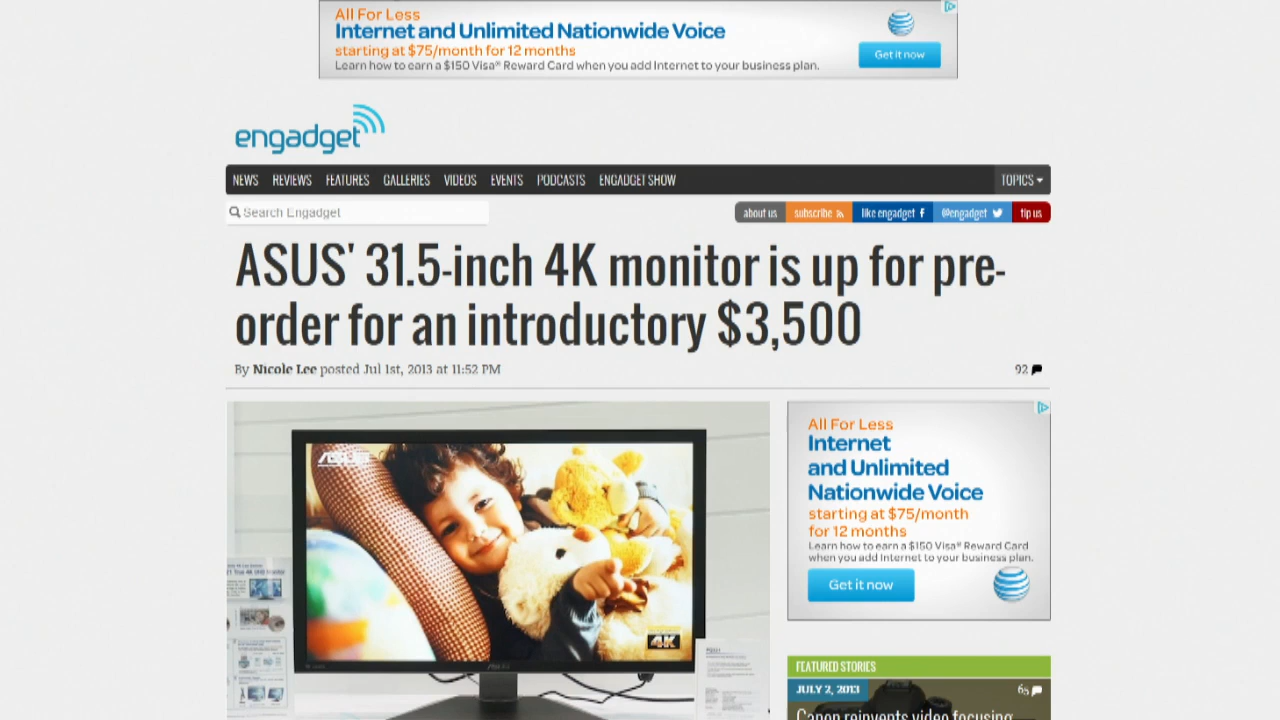 All For Less
Internet and Unlimited Nationwide Voice
starting at $75/month for 12 months
Learn how to earn a $150 Visa® Reward Card when you add Internet to your business plan.
Get it now
engadget
NEWS REVIEWS FEATURES GALLERIES VIDEOS EVENTS PODCASTS ENGADGET SHOW TOPICS
Search Engadget
about us subscribe like engadget @engadget tip us
ASUS' 31.5-inch 4K monitor is up for pre-
order for an introductory $3,500
By Nicole Lee posted Jul 1st, 2013 at 11:52 PM
92
ASUS
4K
All For Less
Internet
and Unlimited
Nationwide Voice
starting at $75/month
for 12 months
Learn how to earn a $150 Visa® Reward Card
when you add Internet to your business plan.
Get it now
FEATURED STORIES
JULY 2, 2013
65
Canon reinvents video focusing